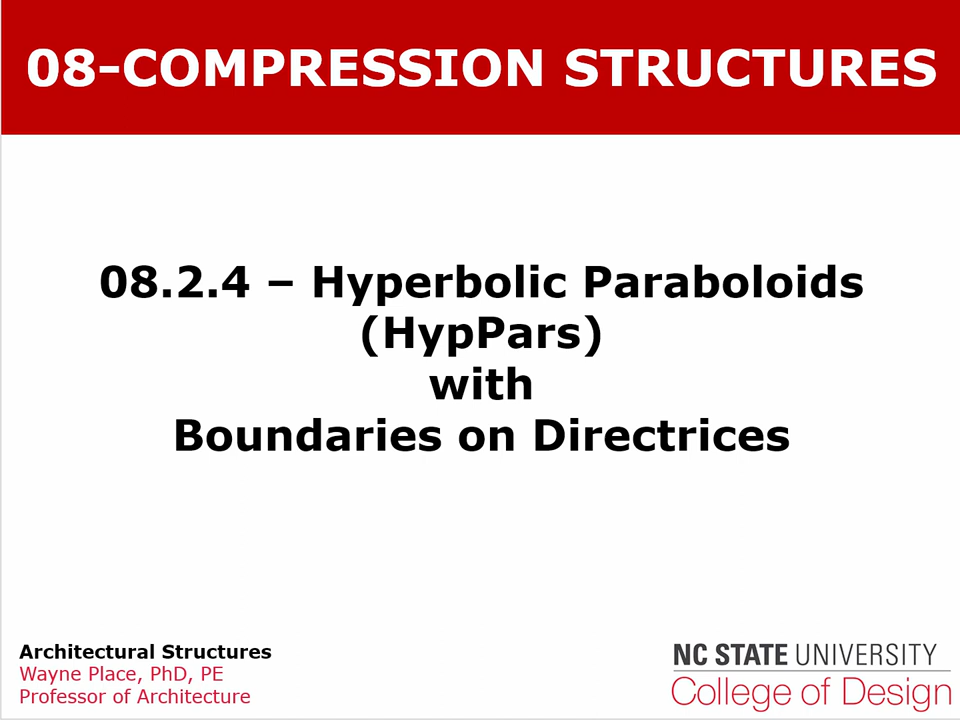 08-COMPRESSION STRUCTURES
08.2.4 – Hyperbolic Paraboloids
(HypPars)
with
Boundaries on Directrices
Architectural Structures
Wayne Place, PhD, PE
Professor of Architecture
NC STATE UNIVERSITY
College of Design